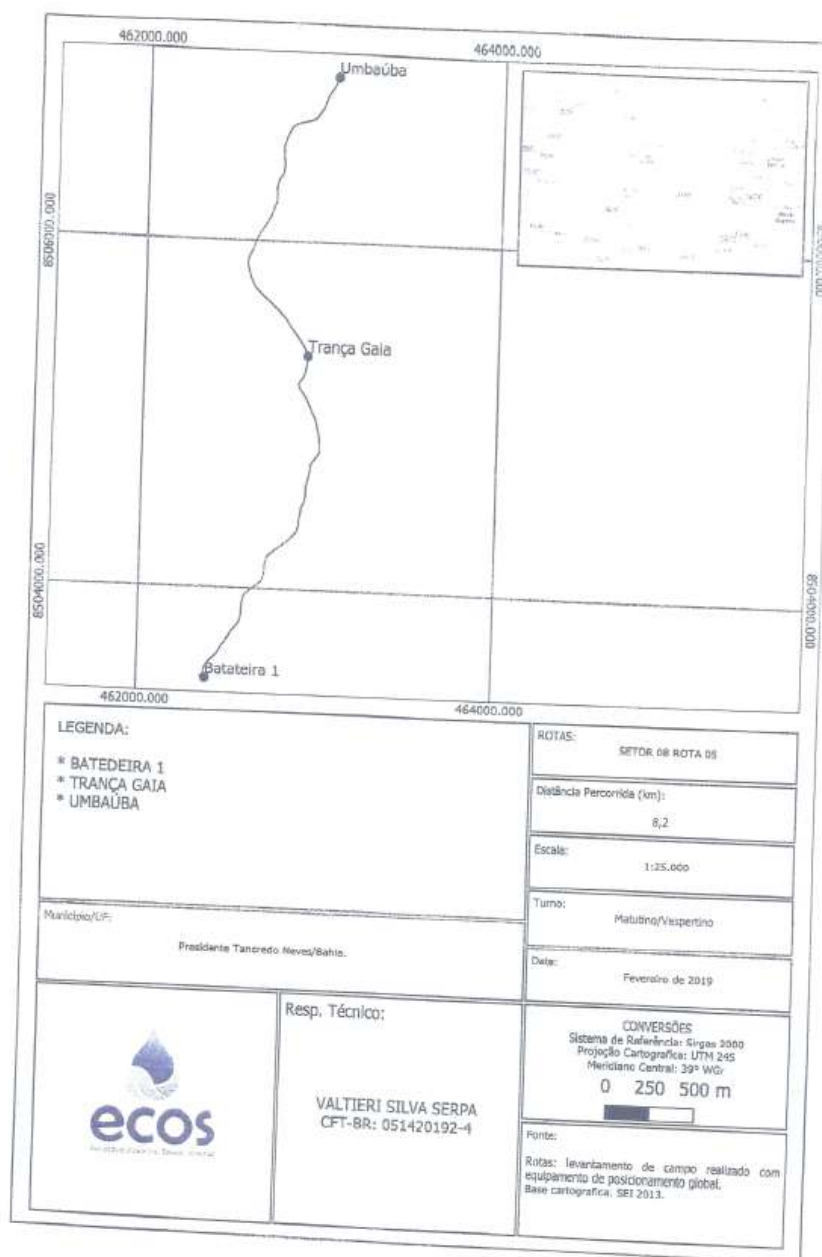 462000.000
464000.000
Umbaúba
8506000.000
Trança Gaia
8504000.000
8504000.000
Batateira 1
462000.000
464000.000
LEGENDA:
* BATEDEIRA 1
* TRANÇA GAIA
* UMBAÚBA
ROTAS:
SETOR 08 ROTA 05
Distância Percorrida (km):
8,2
Escala:
1:25.000
Turno:
Matutino/Vespertino
Município/UF:
Presidente Tancredo Neves/Bahia.
Data:
Fevereiro de 2019
ecos
Resp. Técnico:
VALTIERI SILVA SERPA
CFT-BR: 051420192-4
CONVERSÕES
Sistema de Referência: Sirgas 2000
Projeção Cartografica: UTM 24S
Meridiano Central: 39º WGr
0 250 500 m
Fonte:
Rotas: levantamento de campo realizado com
equipamento de posicionamento global.
Base cartografica. SEI 2013.